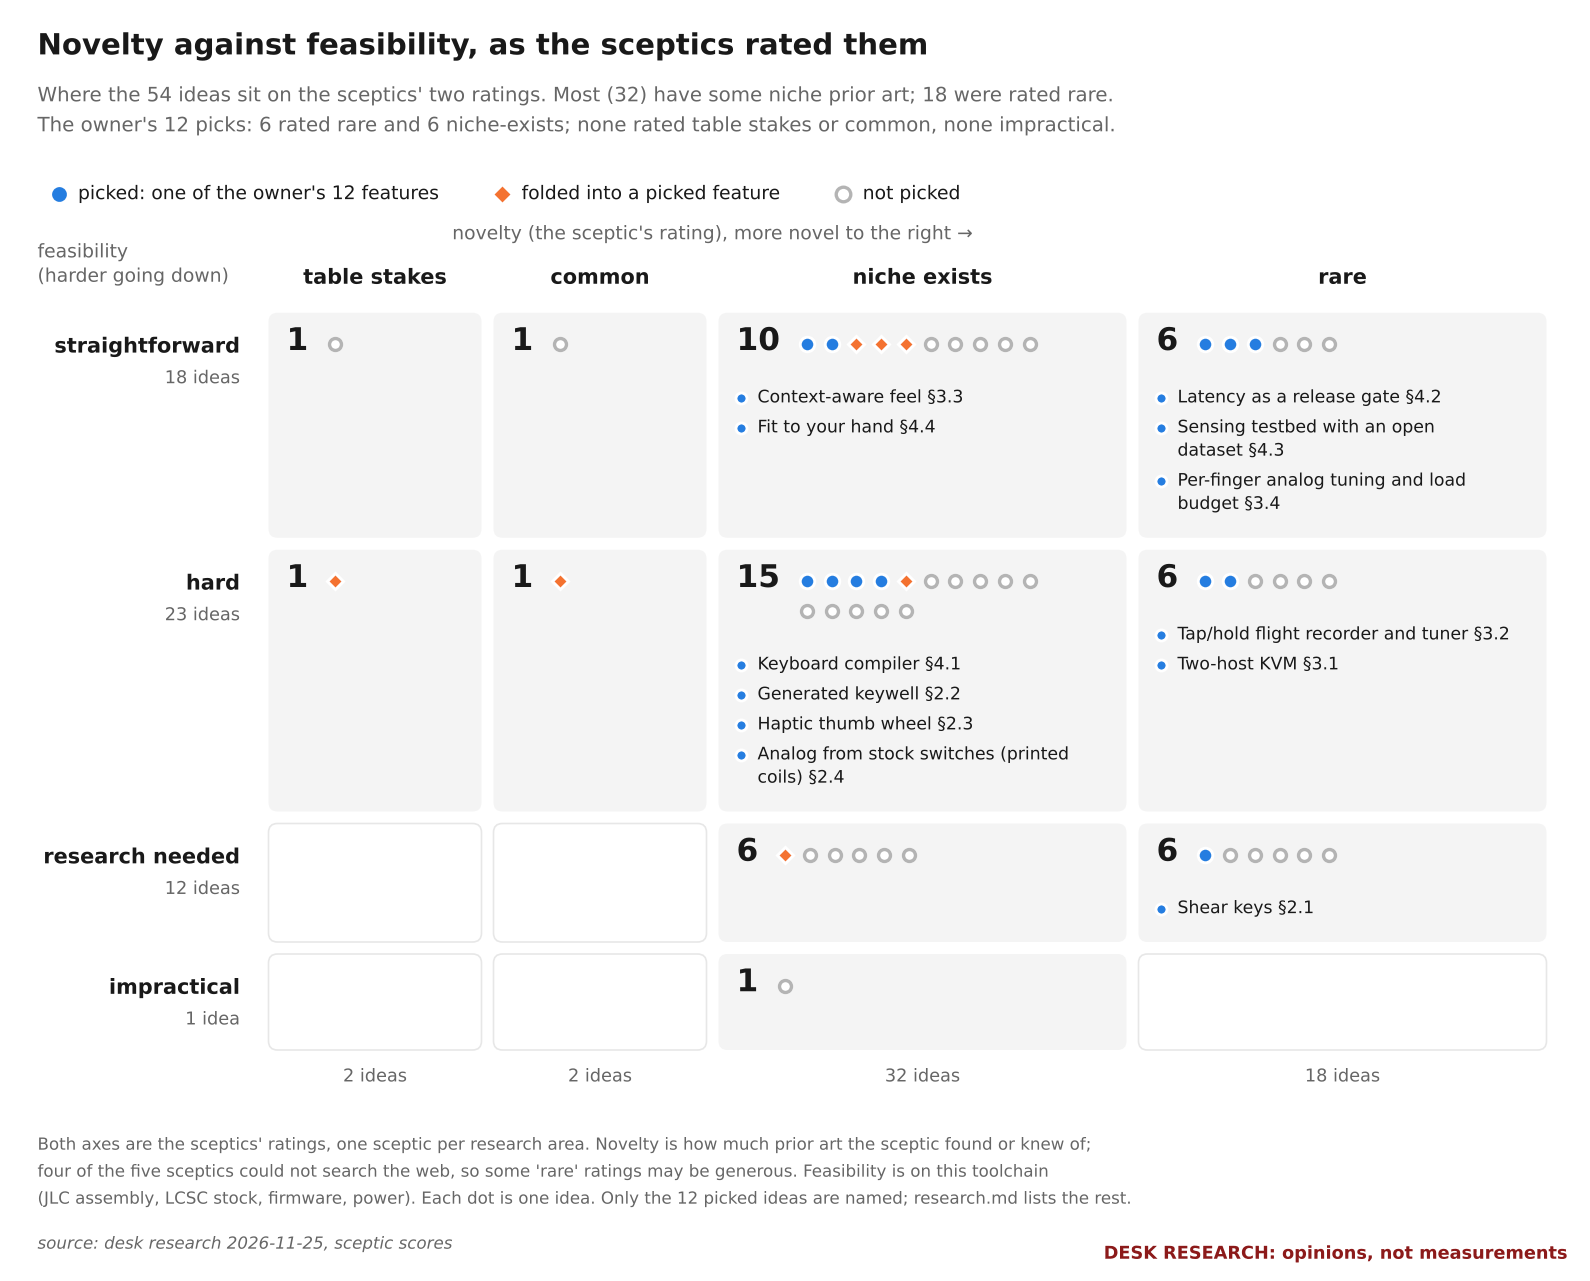 Novelty against feasibility, as the sceptics rated them
Where the 54 ideas sit on the sceptics' two ratings. Most (32) have some niche prior art; 18 were rated rare.
The owner's 12 picks: 6 rated rare and 6 niche-exists; none rated table stakes or common, none impractical.
picked: one of the owner's 12 features
folded into a picked feature
not picked
novelty (the sceptic's rating), more novel to the right →
feasibility
(harder going down)
table stakes
common
niche exists
rare
straightforward
18 ideas
1
1
10
Context-aware feel §3.3
Fit to your hand §4.4
6
Latency as a release gate §4.2
Sensing testbed with an open
dataset §4.3
Per-finger analog tuning and load
budget §3.4
hard
23 ideas
1
1
15
Keyboard compiler §4.1
Generated keywell §2.2
Haptic thumb wheel §2.3
Analog from stock switches (printed
coils) §2.4
6
Tap/hold flight recorder and tuner §3.2
Two-host KVM §3.1
research needed
12 ideas
6
6
Shear keys §2.1
impractical
1 idea
1
2 ideas
2 ideas
32 ideas
18 ideas
Both axes are the sceptics' ratings, one sceptic per research area. Novelty is how much prior art the sceptic found or knew of;
four of the five sceptics could not search the web, so some 'rare' ratings may be generous. Feasibility is on this toolchain
(JLC assembly, LCSC stock, firmware, power). Each dot is one idea. Only the 12 picked ideas are named; research.md lists the rest.
source: desk research 2026-11-25, sceptic scores
DESK RESEARCH: opinions, not measurements